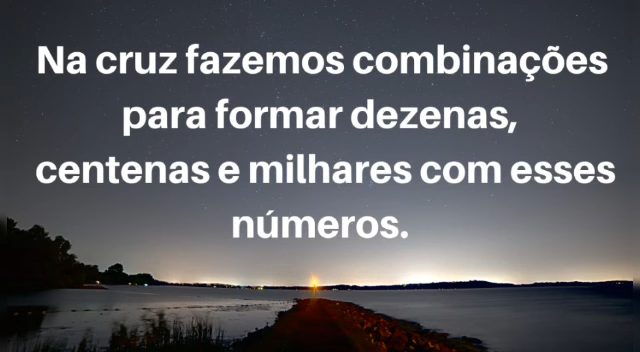 Na cruz fazemos combinações
para formar dezenas,
centenas e milhares com esses
números.